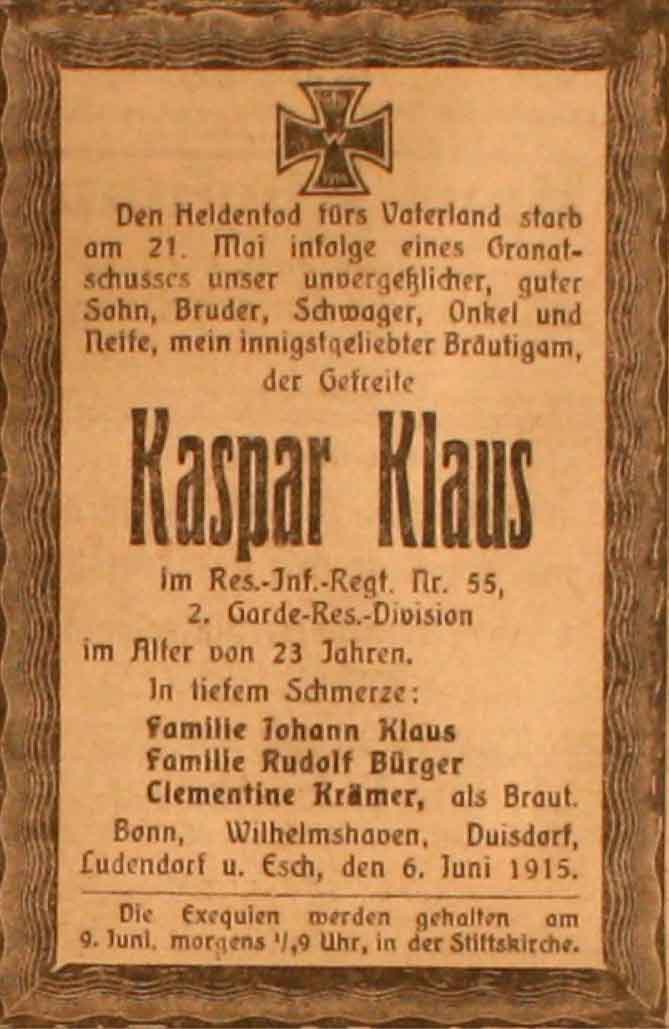 W
1914
Den Heldentod fürs Vaterland starb
am 21. Mai infolge eines Granat-
schusses unser unvergeßlicher, guter
Sohn, Bruder, Schwager, Onkel und
Neffe, mein innigstgeliebter Bräutigam,
der Gefreite
Kaspar Klaus
im Res.-Inf.-Regt. Nr. 55,
2. Garde-Res.-Division
im Alter von 23 Jahren.
In tiefem Schmerze:
Familie Johann Klaus
Familie Rudolf Bürger
Clementine Krämer, als Braut.
Bonn, Wilhelmshaven, Duisdorf,
Ludendorf u. Esch, den 6. Juni 1915.
Die Exequien werden gehalten am
9. Juni, morgens ½9 Uhr, in der Stiftskirche.